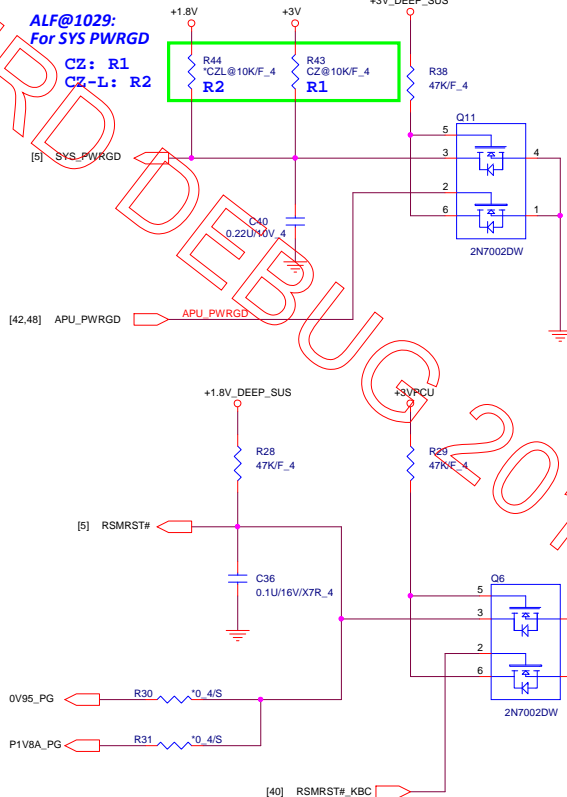 +1.8V
+3V
+3V_DEEP_SUS
ALF@1029:
For SYS PWRGD
CZ: R1
CZ-L: R2
R44
*CZL@10K/F_4
R2
R43
CZ@10K/F_4
R1
R38
47K/F_4
Q11
5
3
4
2
6
1
2N7002DW
[5] SYS_PWRGD
C40
0.22U/10V_4
[42,48] APU_PWRGD
APU_PWRGD
+1.8V_DEEP_SUS
+3VPCU
R28
47K/F_4
R29
47K/F_4
[5] RSMRST#
C36
0.1U/16V/X7R_4
Q6
5
3
2
6
2N7002DW
0V95_PG
R30
*0_4/S
P1V8A_PG
R31
*0_4/S
[40] RSMRST#_KBC
RD DEBUG 20